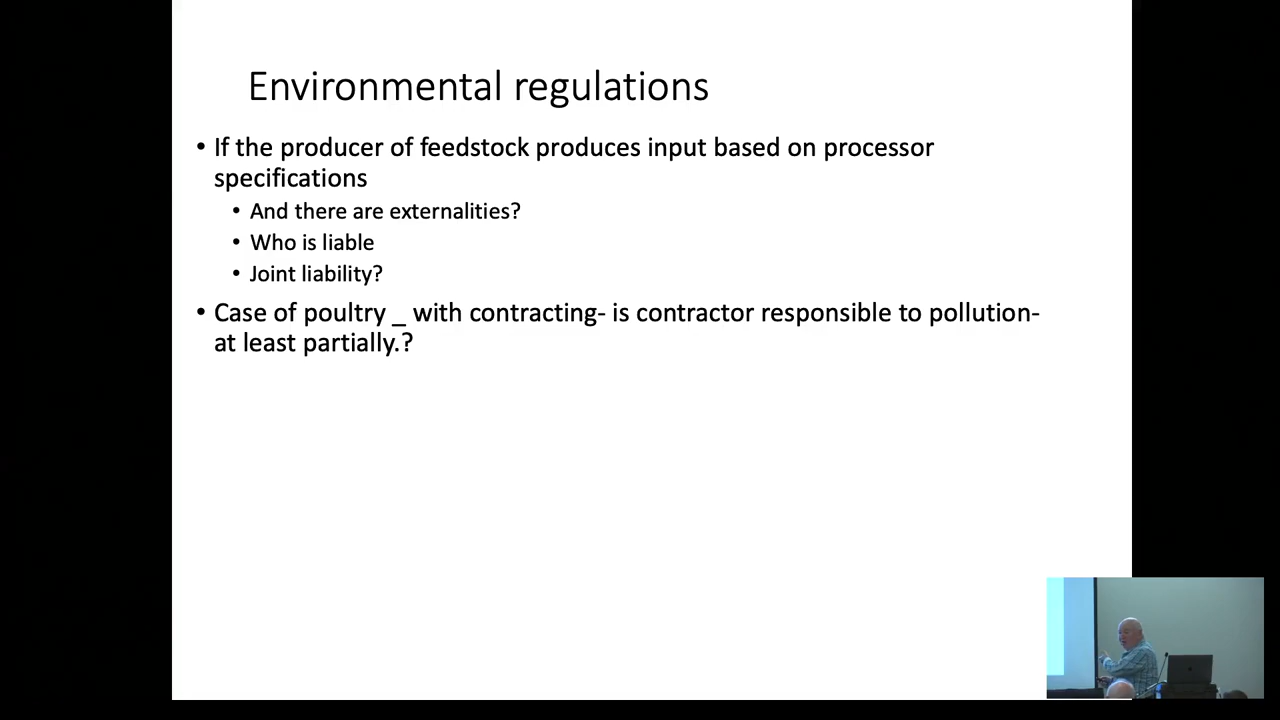 Environmental regulations
• If the producer of feedstock produces input based on processor
specifications
• And there are externalities?
• Who is liable
• Joint liability?
• Case of poultry _ with contracting- is contractor responsible to pollution-
at least partially.?